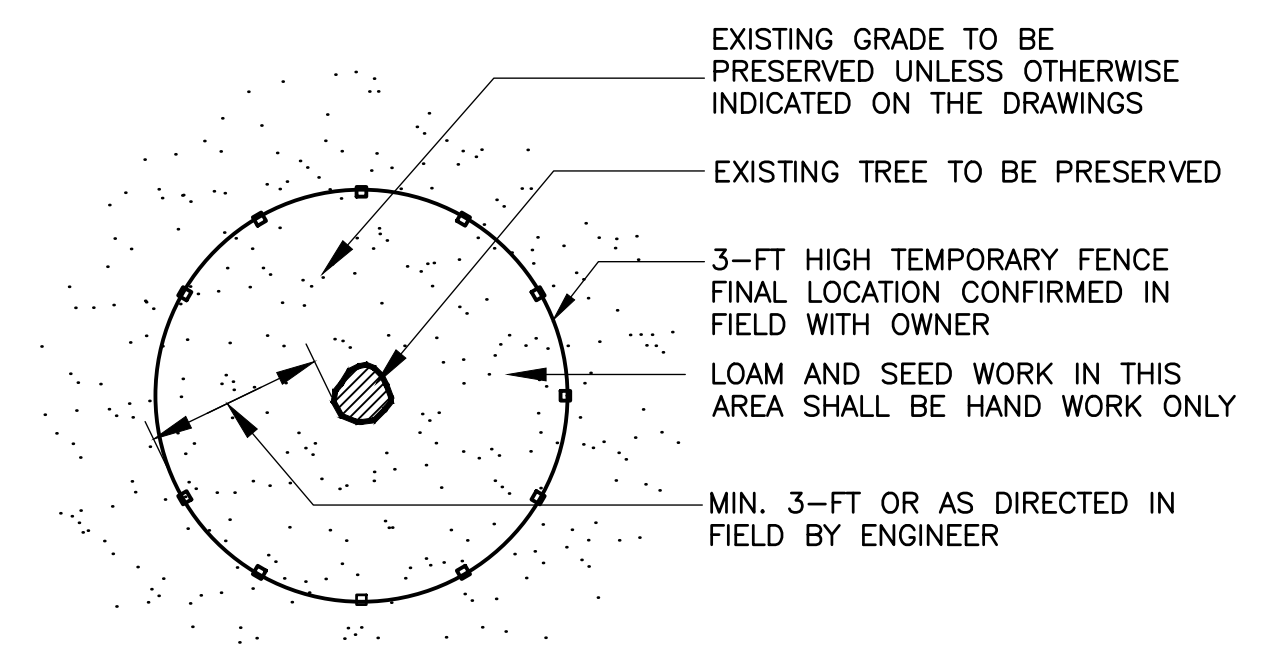 EXISTING GRADE TO BE
PRESERVED UNLESS OTHERWISE
INDICATED ON THE DRAWINGS
EXISTING TREE TO BE PRESERVED
3-FT HIGH TEMPORARY FENCE
FINAL LOCATION CONFIRMED IN
FIELD WITH OWNER
LOAM AND SEED WORK IN THIS
AREA SHALL BE HAND WORK ONLY
MIN. 3-FT OR AS DIRECTED IN
FIELD BY ENGINEER